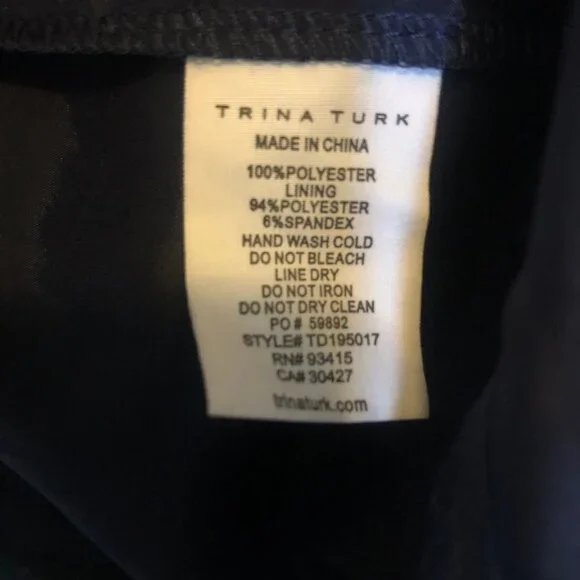 TRINA TURK
MADE IN CHINA
100%POLYESTER
LINING
94%POLYESTER
6%SPANDEX
HAND WASH COLD
DO NOT BLEACH
LINE DRY
DO NOT IRON
DO NOT DRY CLEAN
PO# 59892
STYLE# TD195017
RN# 93415
CA# 30427
trinaturk.com